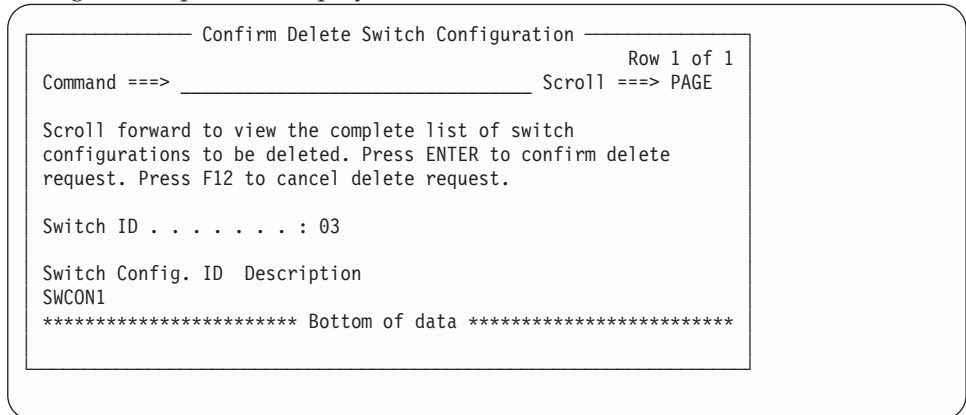 Confirm Delete Switch Configuration
Row 1 of 1
Command ===> _________________________________ Scroll ===> PAGE
Scroll forward to view the complete list of switch
configurations to be deleted. Press ENTER to confirm delete
request. Press F12 to cancel delete request.
Switch ID . . . . . . . : 03
Switch Config. ID  Description
SWCON1
************************ Bottom of data *************************